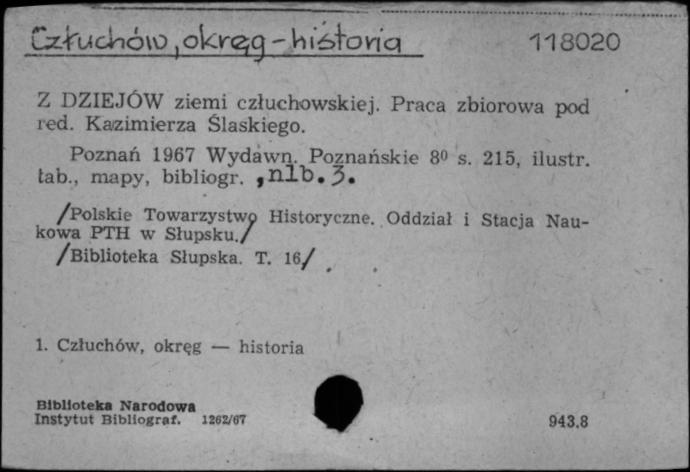 Człuchów, okręg - historia 118020
Z DZIEJÓW ziemi człuchowskiej. Praca zbiorowa pod
red. Kazimierza Ślaskiego.
Poznań 1967 Wydawn. Poznańskie 8⁰ s. 215, ilustr.
tab., mapy, bibliogr. , nlb. 3.
/Polskie Towarzystwo Historyczne. Oddział i Stacja Nau-
kowa PTH w Słupsku./
/Biblioteka Słupska. T. 16/
1. Człuchów, okręg — historia
Biblioteka Narodowa
Instytut Bibliograf. 1262/67 943.8